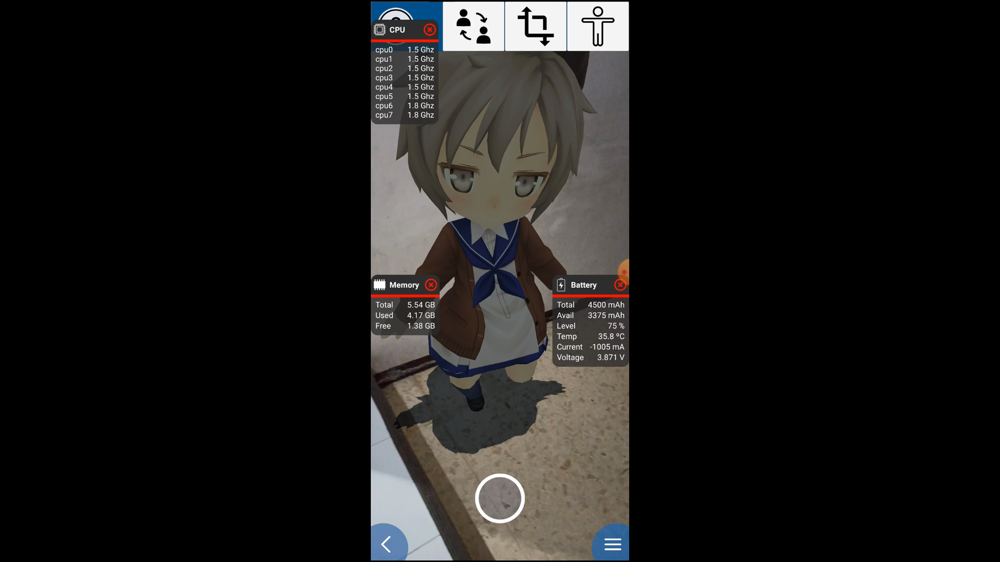 CPU
cpu0 1.5 Ghz
cpu1 1.5 Ghz
cpu2 1.5 Ghz
cpu3 1.5 Ghz
cpu4 1.5 Ghz
cpu5 1.5 Ghz
cpu6 1.8 Ghz
cpu7 1.8 Ghz
Memory
Total 5.54 GB
Used 4.17 GB
Free 1.38 GB
Battery
Total 4500 mAh
Avail 3375 mAh
Level 75 %
Temp 35.8 ºC
Current -1005 mA
Voltage 3.871 V